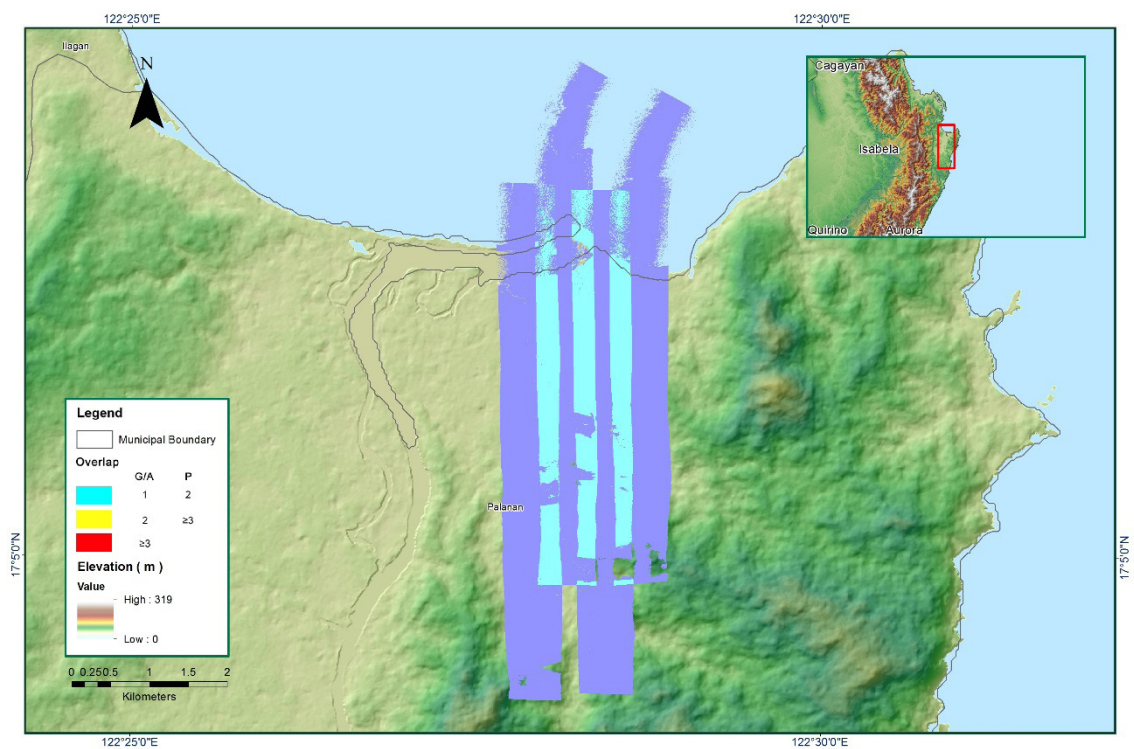 122°25'0"E
122°30'0"E
Ilagan
N
Cagayan
Isabela
Quirino
Aurora
Legend
Municipal Boundary
Overlap
G/A P
1 2
2 ≥3
≥3
Elevation ( m )
Value
High : 319
Low : 0
0 0.25 0.5 1 1.5 2
Kilometers
Palanan
17°5'0"N
17°5'0"N
122°25'0"E
122°30'0"E